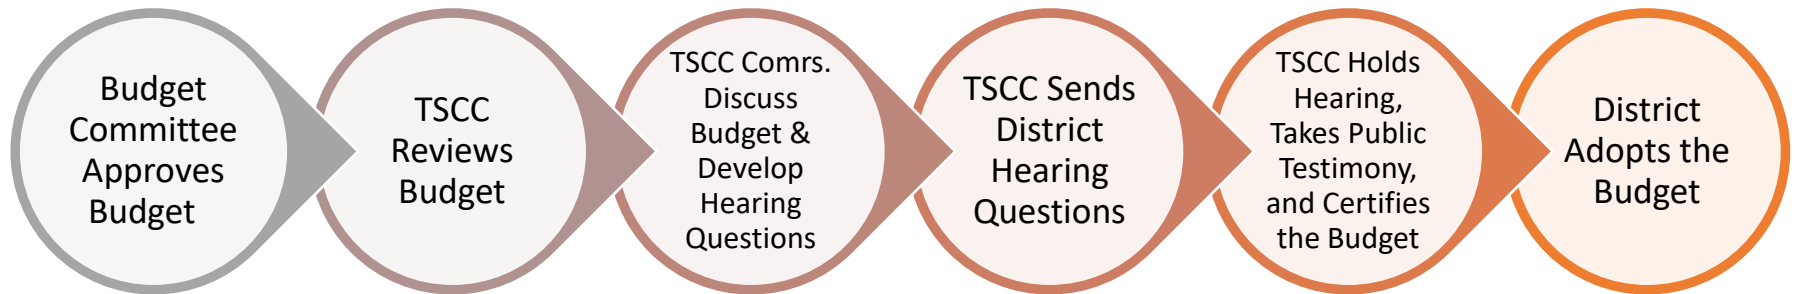 Budget
Committee
Approves
Budget
TSCC
Reviews
Budget
TSCC Comrs.
Discuss
Budget &
Develop
Hearing
Questions
TSCC Sends
District
Hearing
Questions
TSCC Holds
Hearing,
Takes Public
Testimony,
and Certifies
the Budget
District
Adopts the
Budget